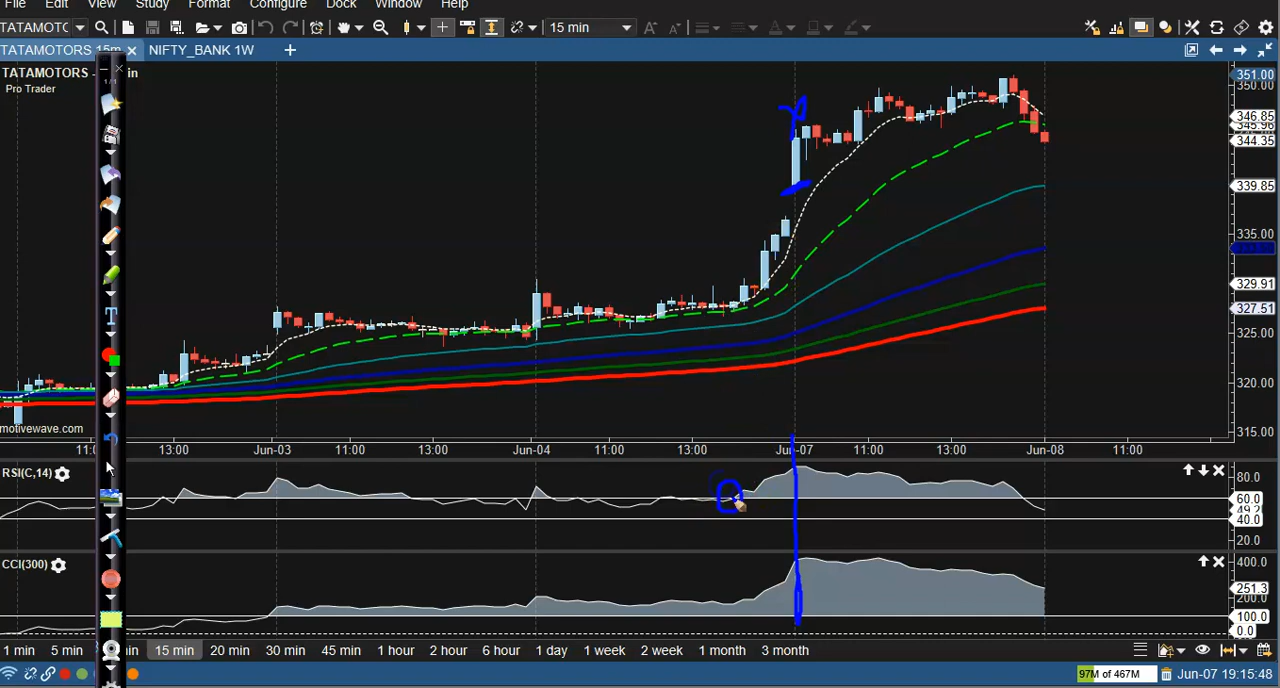 File Edit View Study Format Configure Dock Window Help
TATAMOTO 15 min
TATAMOTORS 15m NIFTY_BANK 1W
TATAMOTORS in
Pro Trader
351.00
350.00
346.85
344.35
339.85
335.00
329.91
327.51
325.00
320.00
315.00
motivewave.com
13:00 Jun-03 11:00 13:00 Jun-04 11:00 13:00 Jun-07 11:00 13:00 Jun-08 11:00
RSI(C,14)
80.0
60.0
40.0
20.0
CCI(300)
400.0
251.3
200.0
100.0
0.0
1 min 5 min 15 min 20 min 30 min 45 min 1 hour 2 hour 6 hour 1 day 1 week 2 week 1 month 3 month
97M of 467M Jun-07 19:15:48